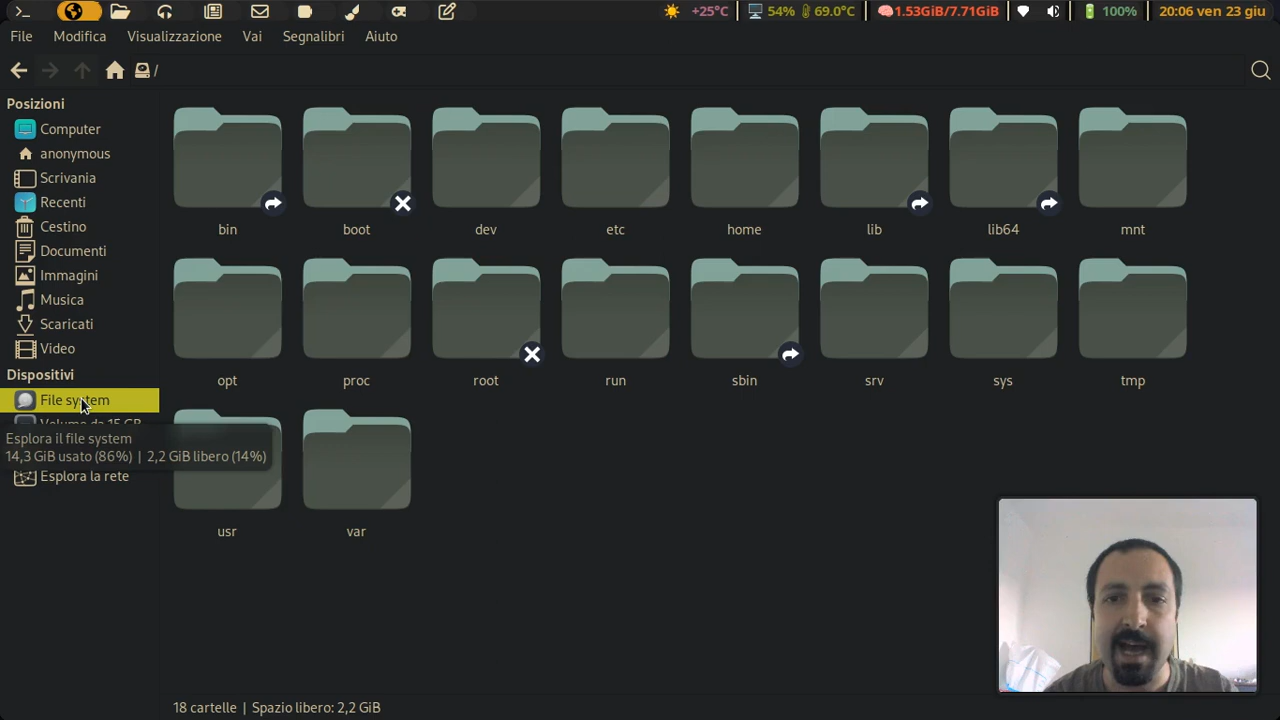 +25°C 54% 69.0°C 1.53GiB/7.71GiB 100% 20:06 ven 23 giu
File Modifica Visualizzazione Vai Segnalibri Aiuto
/
Posizioni
Computer
anonymous
Scrivania
Recenti
Cestino
Documenti
Immagini
Musica
Scaricati
Video
Dispositivi
File system
Volume da 15 GB
Esplora il file system
14,3 GiB usato (86%) | 2,2 GiB libero (14%)
Esplora la rete
bin boot dev etc home lib lib64 mnt
opt proc root run sbin srv sys tmp
usr var
18 cartelle | Spazio libero: 2,2 GiB